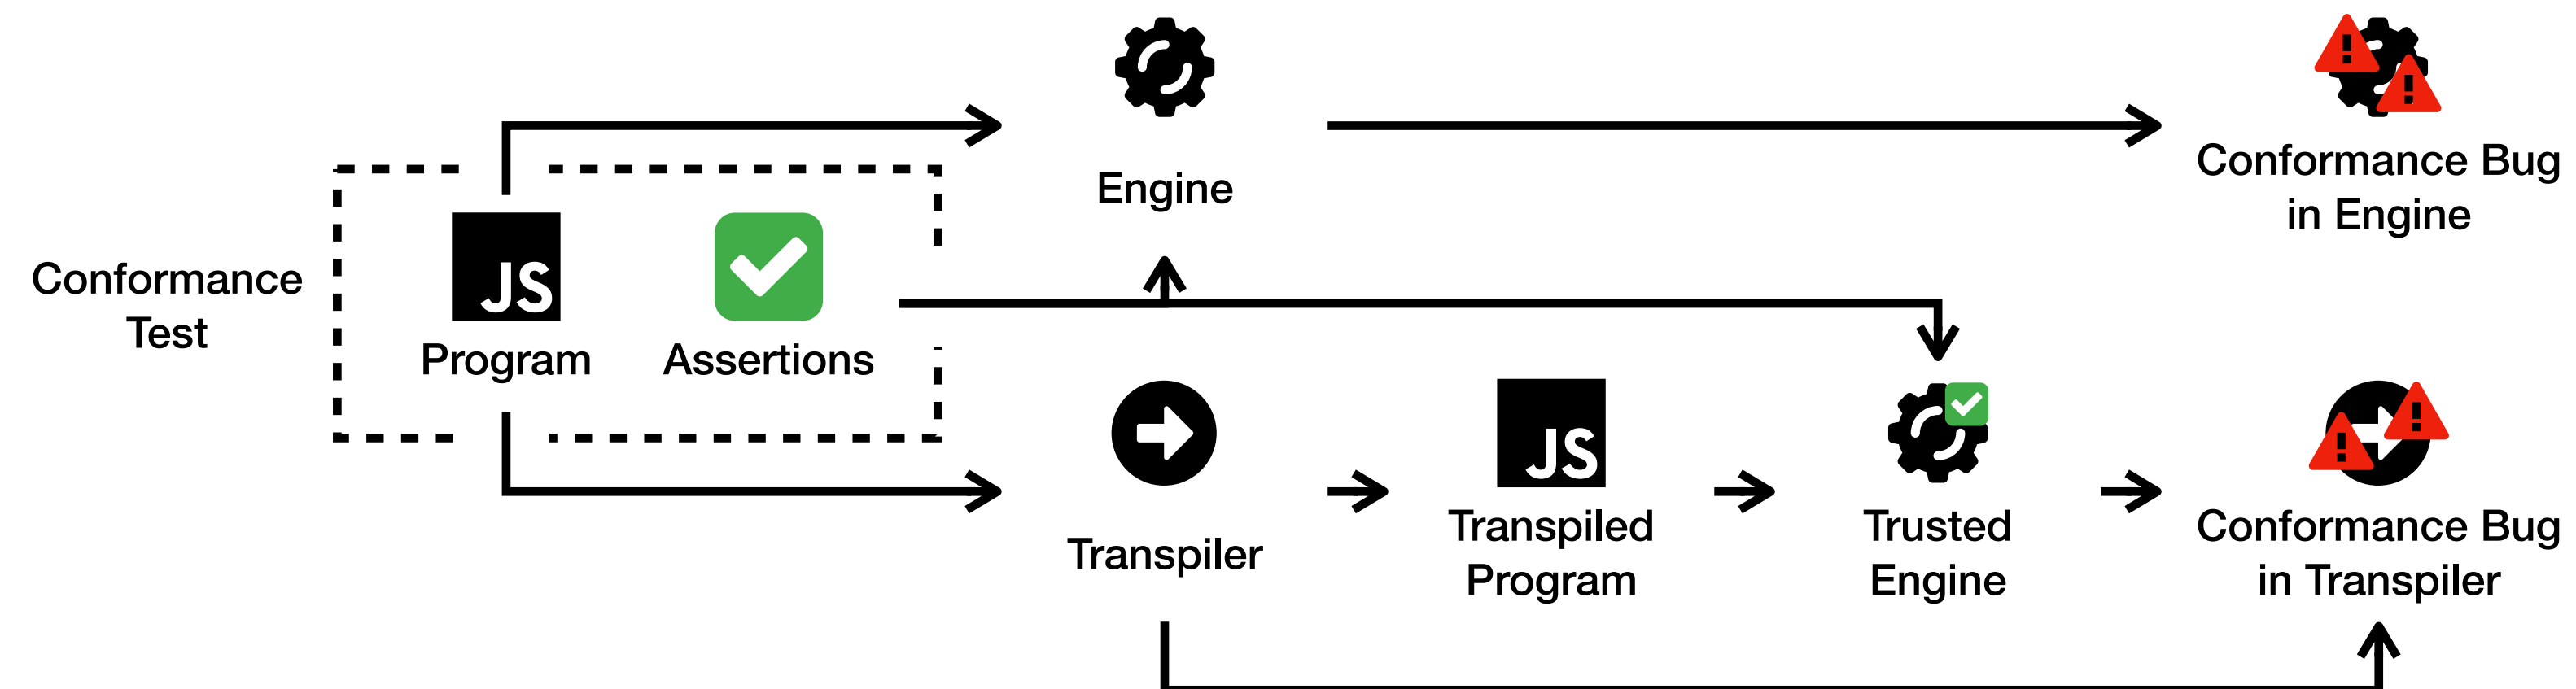 Conformance
Test
JS
Program
Assertions
Engine
Conformance Bug
in Engine
Transpiler
JS
Transpiled
Program
Trusted
Engine
Conformance Bug
in Transpiler